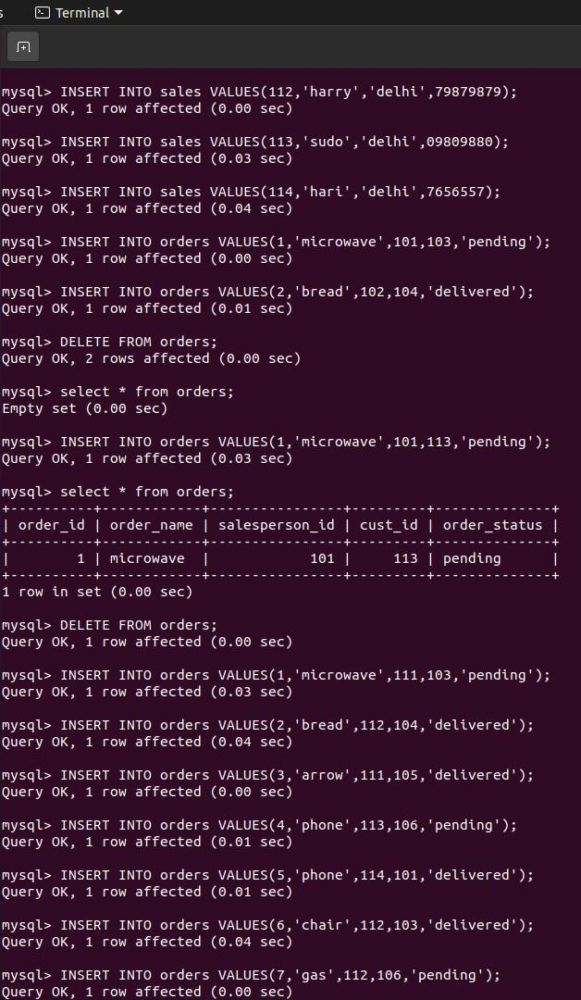 s Terminal
mysql> INSERT INTO sales VALUES(112,'harry','delhi',79879879);
Query OK, 1 row affected (0.00 sec)
mysql> INSERT INTO sales VALUES(113,'sudo','delhi',09809880);
Query OK, 1 row affected (0.03 sec)
mysql> INSERT INTO sales VALUES(114,'hari','delhi',7656557);
Query OK, 1 row affected (0.04 sec)
mysql> INSERT INTO orders VALUES(1,'microwave',101,103,'pending');
Query OK, 1 row affected (0.00 sec)
mysql> INSERT INTO orders VALUES(2,'bread',102,104,'delivered');
Query OK, 1 row affected (0.01 sec)
mysql> DELETE FROM orders;
Query OK, 2 rows affected (0.00 sec)
mysql> select * from orders;
Empty set (0.00 sec)
mysql> INSERT INTO orders VALUES(1,'microwave',101,113,'pending');
Query OK, 1 row affected (0.03 sec)
mysql> select * from orders;
+----------+------------+----------------+---------+--------------+
| order_id | order_name | salesperson_id | cust_id | order_status |
+----------+------------+----------------+---------+--------------+
|        1 | microwave  |            101 |     113 | pending      |
+----------+------------+----------------+---------+--------------+
1 row in set (0.00 sec)
mysql> DELETE FROM orders;
Query OK, 1 row affected (0.00 sec)
mysql> INSERT INTO orders VALUES(1,'microwave',111,103,'pending');
Query OK, 1 row affected (0.03 sec)
mysql> INSERT INTO orders VALUES(2,'bread',112,104,'delivered');
Query OK, 1 row affected (0.04 sec)
mysql> INSERT INTO orders VALUES(3,'arrow',111,105,'delivered');
Query OK, 1 row affected (0.00 sec)
mysql> INSERT INTO orders VALUES(4,'phone',113,106,'pending');
Query OK, 1 row affected (0.01 sec)
mysql> INSERT INTO orders VALUES(5,'phone',114,101,'delivered');
Query OK, 1 row affected (0.01 sec)
mysql> INSERT INTO orders VALUES(6,'chair',112,103,'delivered');
Query OK, 1 row affected (0.04 sec)
mysql> INSERT INTO orders VALUES(7,'gas',112,106,'pending');
Query OK, 1 row affected (0.00 sec)